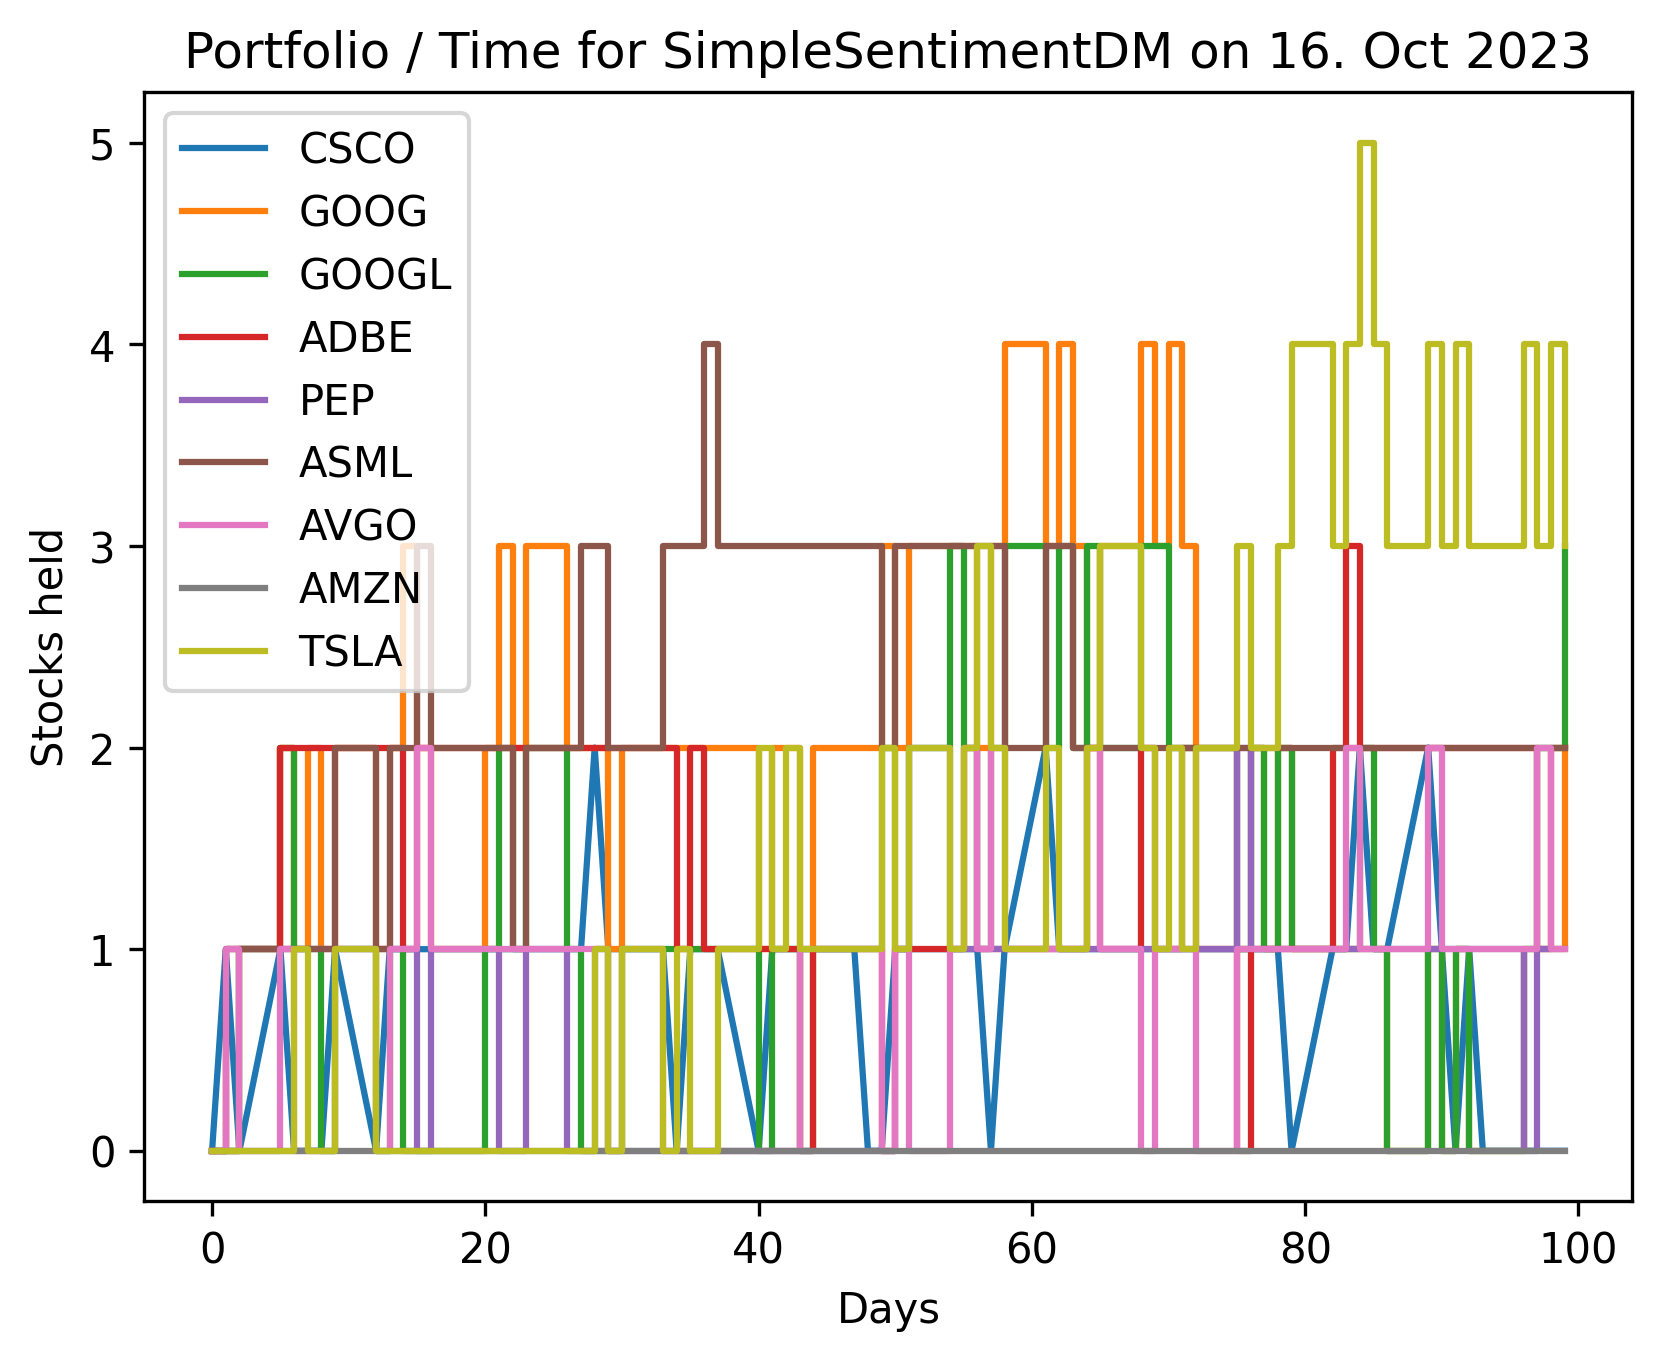 Portfolio / Time for SimpleSentimentDM on 16. Oct 2023
5
4
3
2
1
0
Stocks held
CSCO
GOOG
GOOGL
ADBE
PEP
ASML
AVGO
AMZN
TSLA
0 20 40 60 80 100
Days